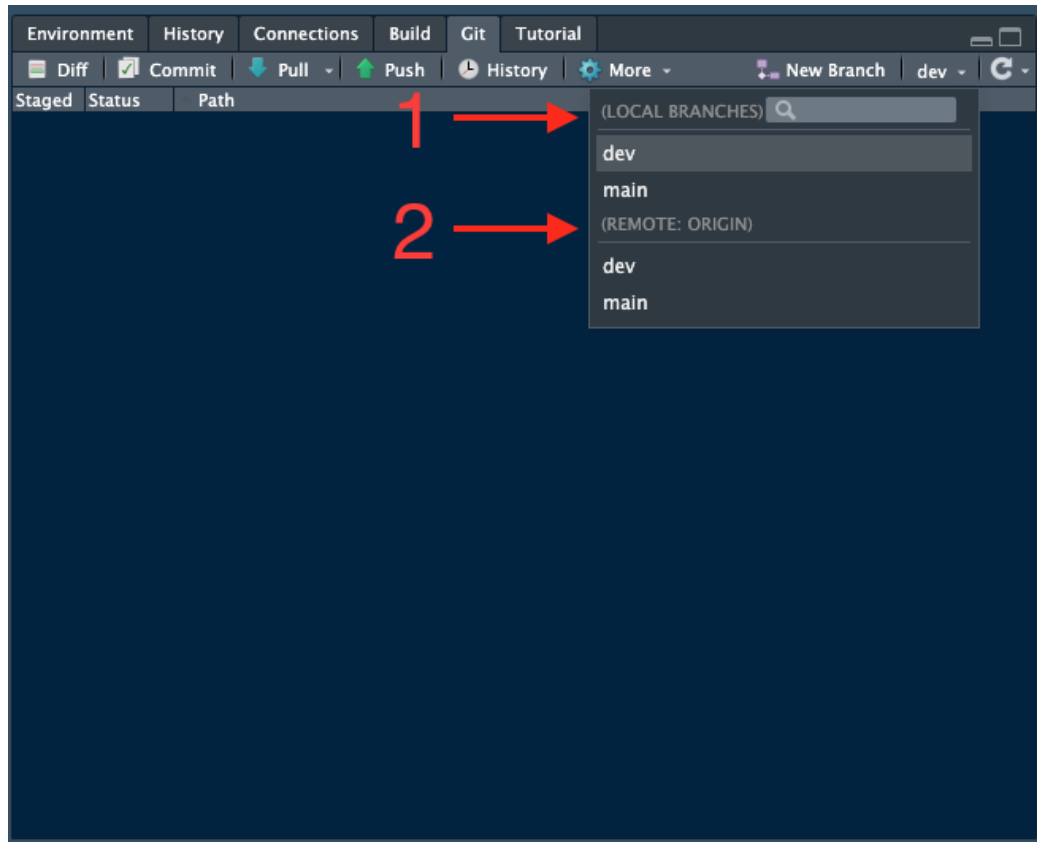 Environment History Connections Build Git Tutorial
Diff Commit Pull Push History More New Branch dev
Staged Status Path
1 (LOCAL BRANCHES)
dev
main
2 (REMOTE: ORIGIN)
dev
main